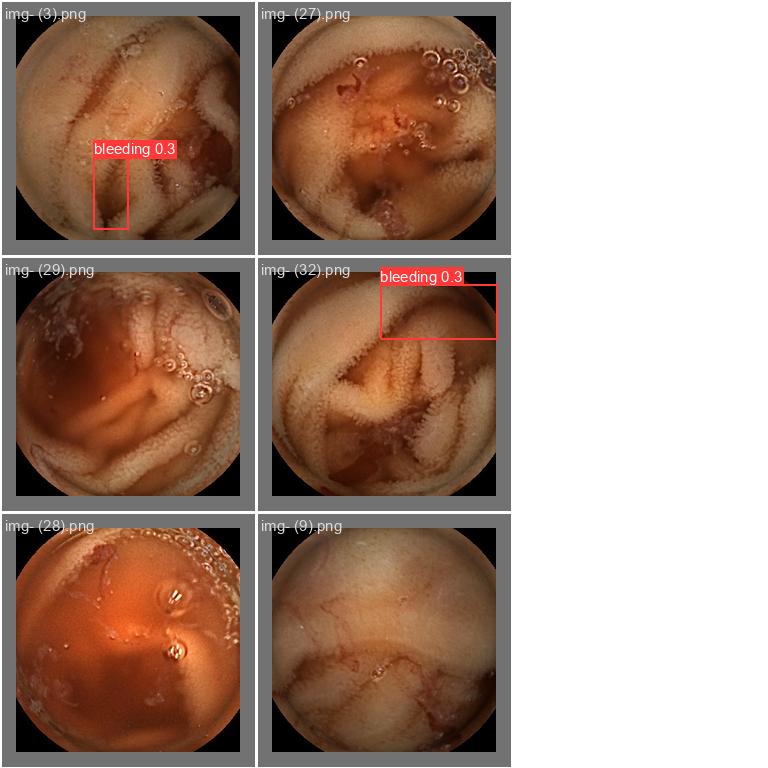 img- (3).png
bleeding 0.3
img- (27).png
img- (29).png
img- (32).png
bleeding 0.3
img- (28).png
img- (9).png